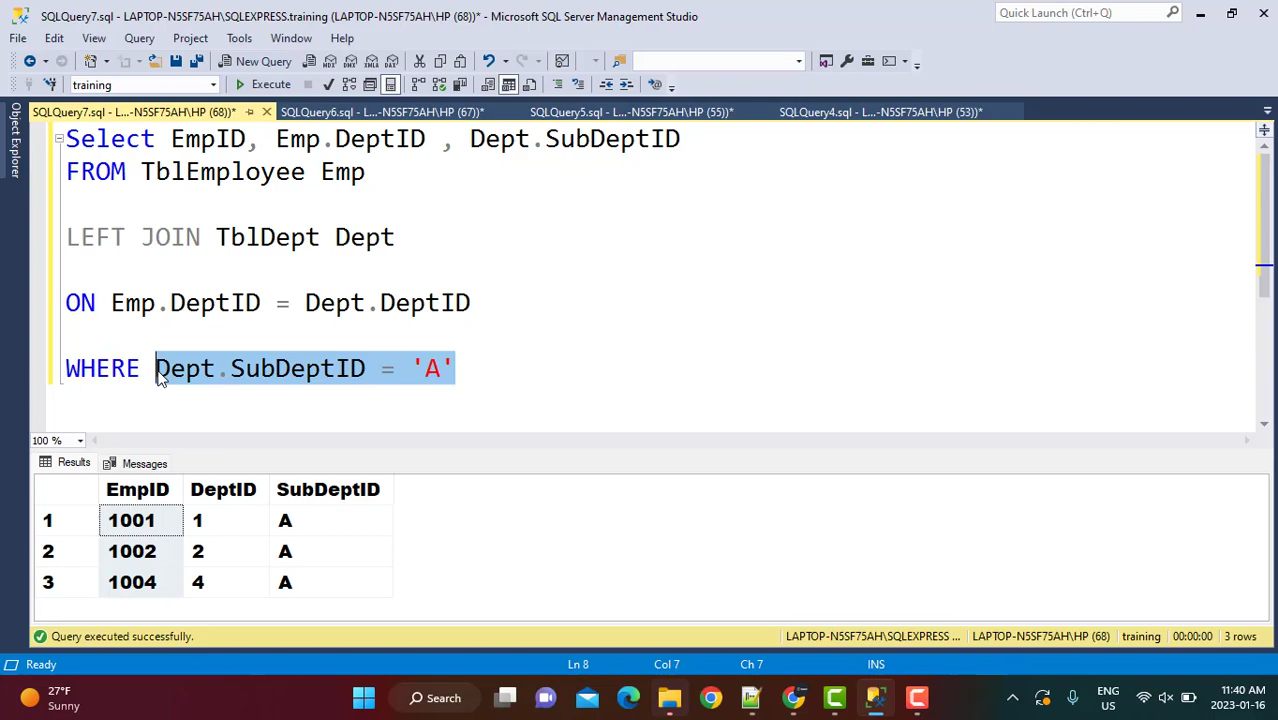 SQLQuery7.sql - LAPTOP-N5SF75AH\SQLEXPRESS.training (LAPTOP-N5SF75AH\HP (68))* - Microsoft SQL Server Management Studio
Quick Launch (Ctrl+Q)
File Edit View Query Project Tools Window Help
New Query
MDX DMX XMLA DAX
training
Execute
SQLQuery7.sql - L...-N5SF75AH\HP (68))*
SQLQuery6.sql - L...-N5SF75AH\HP (67))*
SQLQuery5.sql - L...-N5SF75AH\HP (55))*
SQLQuery4.sql - L...-N5SF75AH\HP (53))*
Object Explorer
Select EmpID, Emp.DeptID , Dept.SubDeptID
FROM TblEmployee Emp
LEFT JOIN TblDept Dept
ON Emp.DeptID = Dept.DeptID
WHERE Dept.SubDeptID = 'A'
100 %
Results Messages
EmpID DeptID SubDeptID
1 1001 1 A
2 1002 2 A
3 1004 4 A
Query executed successfully.
LAPTOP-N5SF75AH\SQLEXPRESS ... LAPTOP-N5SF75AH\HP (68) training 00:00:00 3 rows
Ready Ln 8 Col 7 Ch 7 INS
27°F
Sunny
Search
ENG
US
11:40 AM
2023-01-16